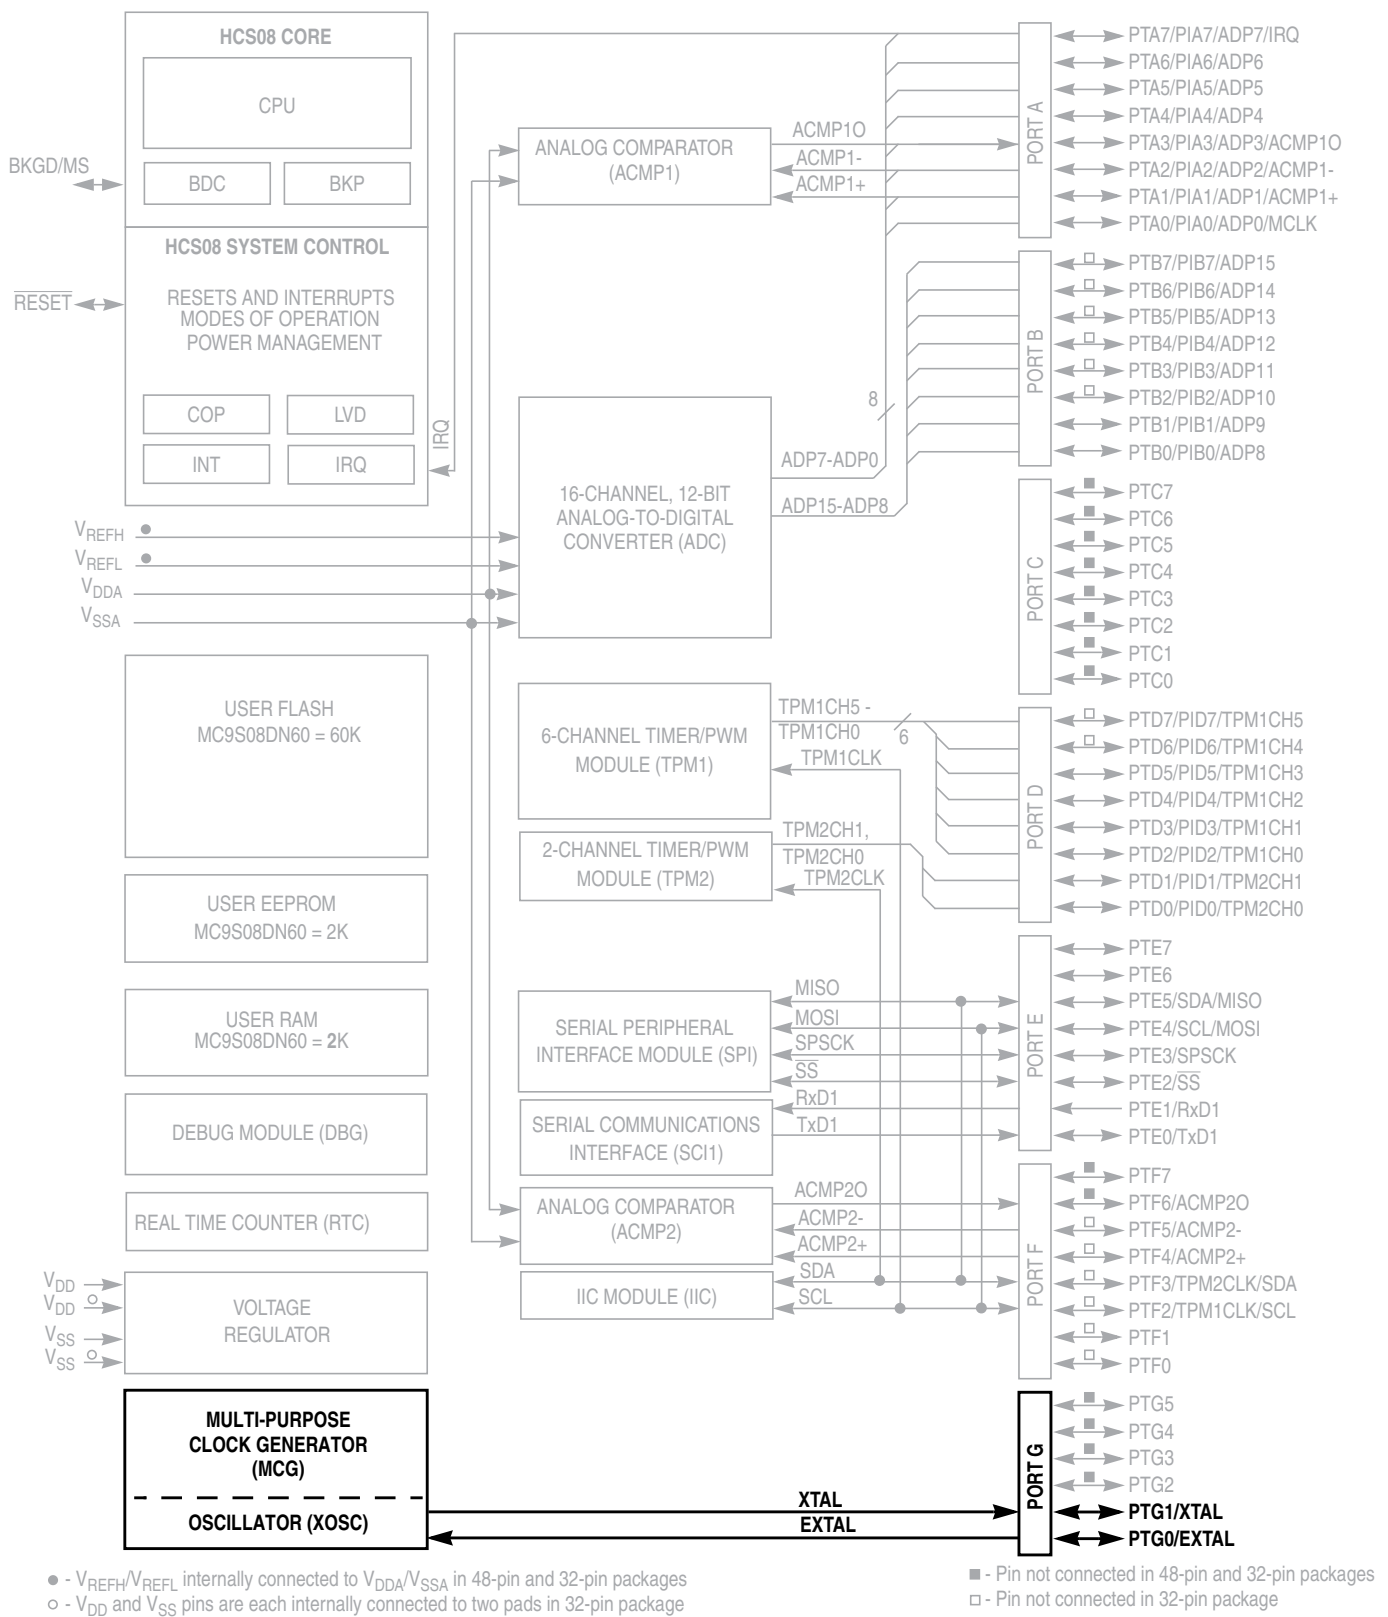 HCS08 CORE
CPU
BDC
BKP
BKGD/MS
HCS08 SYSTEM CONTROL
RESETS AND INTERRUPTS
MODES OF OPERATION
POWER MANAGEMENT
RESET
COP
LVD
INT
IRQ
IRQ
VREFH
VREFL
VDDA
VSSA
USER FLASH
MC9S08DN60 = 60K
USER EEPROM
MC9S08DN60 = 2K
USER RAM
MC9S08DN60 = 2K
DEBUG MODULE (DBG)
REAL TIME COUNTER (RTC)
VDD
VDD
VSS
VSS
VOLTAGE
REGULATOR
MULTI-PURPOSE
CLOCK GENERATOR
(MCG)
OSCILLATOR (XOSC)
ANALOG COMPARATOR
(ACMP1)
ACMP1O
ACMP1-
ACMP1+
16-CHANNEL, 12-BIT
ANALOG-TO-DIGITAL
CONVERTER (ADC)
8
ADP7-ADP0
ADP15-ADP8
6-CHANNEL TIMER/PWM
MODULE (TPM1)
TPM1CH5 -
TPM1CH0
6
TPM1CLK
2-CHANNEL TIMER/PWM
MODULE (TPM2)
TPM2CH1,
TPM2CH0
TPM2CLK
SERIAL PERIPHERAL
INTERFACE MODULE (SPI)
MISO
MOSI
SPSCK
SS
SERIAL COMMUNICATIONS
INTERFACE (SCI1)
RxD1
TxD1
ANALOG COMPARATOR
(ACMP2)
ACMP2O
ACMP2-
ACMP2+
IIC MODULE (IIC)
SDA
SCL
XTAL
EXTAL
PORT A
PTA7/PIA7/ADP7/IRQ
PTA6/PIA6/ADP6
PTA5/PIA5/ADP5
PTA4/PIA4/ADP4
PTA3/PIA3/ADP3/ACMP1O
PTA2/PIA2/ADP2/ACMP1-
PTA1/PIA1/ADP1/ACMP1+
PTA0/PIA0/ADP0/MCLK
PORT B
PTB7/PIB7/ADP15
PTB6/PIB6/ADP14
PTB5/PIB5/ADP13
PTB4/PIB4/ADP12
PTB3/PIB3/ADP11
PTB2/PIB2/ADP10
PTB1/PIB1/ADP9
PTB0/PIB0/ADP8
PORT C
PTC7
PTC6
PTC5
PTC4
PTC3
PTC2
PTC1
PTC0
PORT D
PTD7/PID7/TPM1CH5
PTD6/PID6/TPM1CH4
PTD5/PID5/TPM1CH3
PTD4/PID4/TPM1CH2
PTD3/PID3/TPM1CH1
PTD2/PID2/TPM1CH0
PTD1/PID1/TPM2CH1
PTD0/PID0/TPM2CH0
PORT E
PTE7
PTE6
PTE5/SDA/MISO
PTE4/SCL/MOSI
PTE3/SPSCK
PTE2/SS
PTE1/RxD1
PTE0/TxD1
PORT F
PTF7
PTF6/ACMP2O
PTF5/ACMP2-
PTF4/ACMP2+
PTF3/TPM2CLK/SDA
PTF2/TPM1CLK/SCL
PTF1
PTF0
PORT G
PTG5
PTG4
PTG3
PTG2
PTG1/XTAL
PTG0/EXTAL
● - VREFH/VREFL internally connected to VDDA/VSSA in 48-pin and 32-pin packages
○ - VDD and VSS pins are each internally connected to two pads in 32-pin package
■ - Pin not connected in 48-pin and 32-pin packages
□ - Pin not connected in 32-pin package